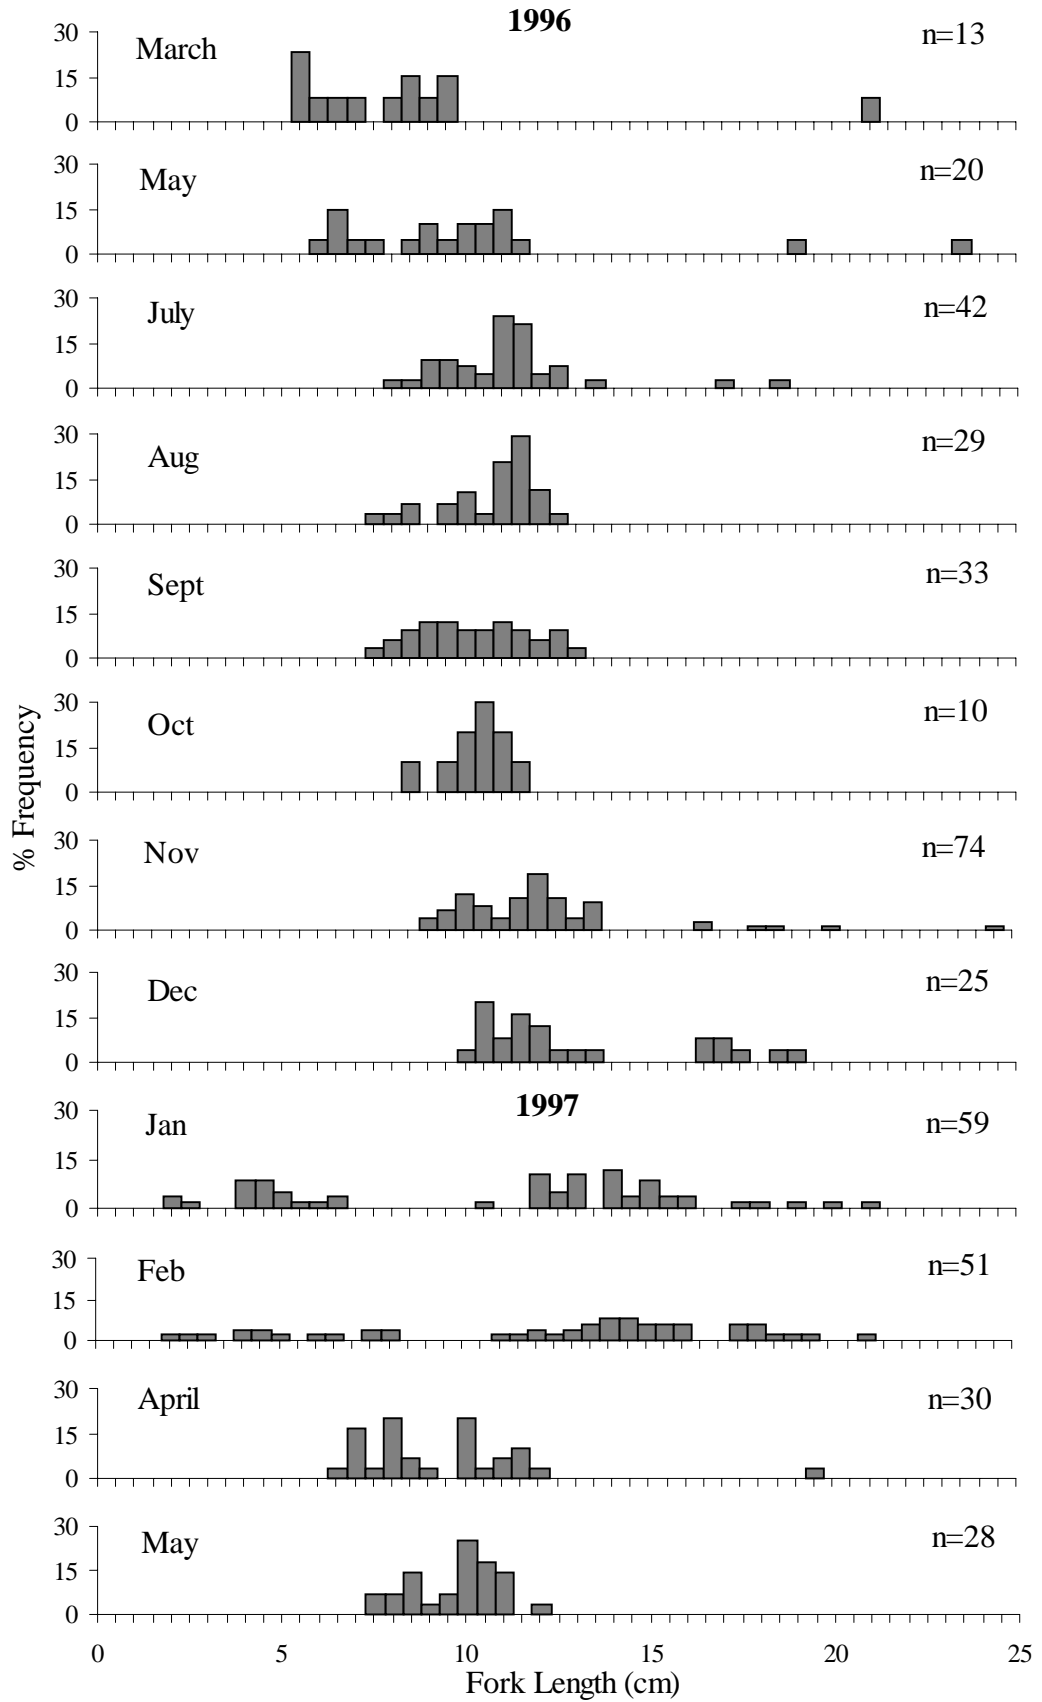 1996
30
15
0
March
n=13
30
15
0
May
n=20
30
15
0
July
n=42
30
15
0
Aug
n=29
30
15
0
Sept
n=33
% Frequency
30
15
0
Oct
n=10
30
15
0
Nov
n=74
30
15
0
Dec
n=25
1997
30
15
0
Jan
n=59
30
15
0
Feb
n=51
30
15
0
April
n=30
30
15
0
May
n=28
0 5 10 15 20 25
Fork Length (cm)